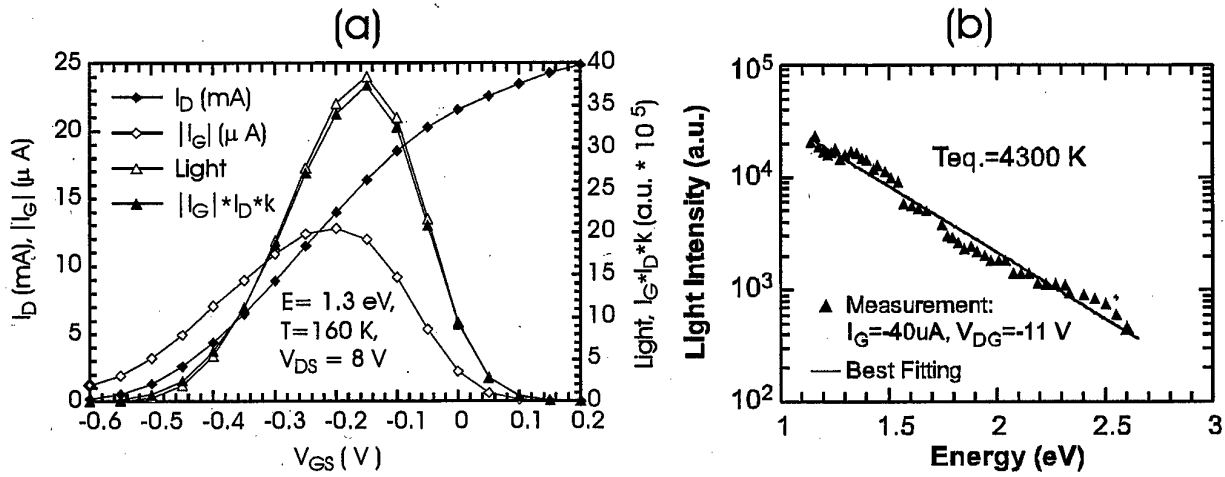 (a)
(b)
25
20
15
10
5
0
I_D (mA), |I_G| (μ A)
I_D (mA)
|I_G| (μ A)
Light
|I_G|*I_D*k
E= 1.3 eV,
T=160 K,
V_DS = 8 V
-0.6 -0.5 -0.4 -0.3 -0.2 -0.1 0 0.1 0.2
V_GS (V)
40
35
30
25
20
15
10
5
0
Light, I_G*I_D*k (a.u. * 10^5)
10^5
10^4
10^3
10^2
Light Intensity (a.u.)
Teq.=4300 K
Measurement:
I_G=-40uA, V_DG=-11 V
Best Fitting
1 1.5 2 2.5 3
Energy (eV)